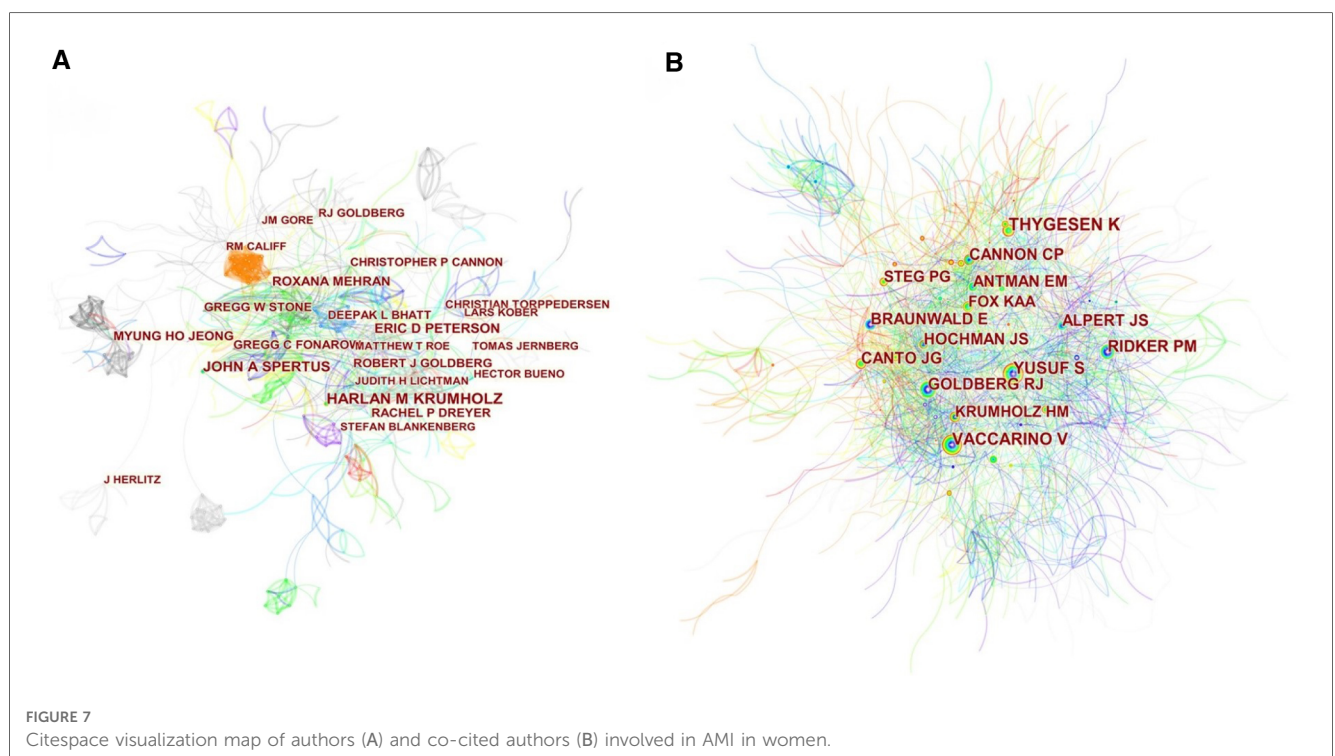 A
JM GORE
RJ GOLDBERG
RM CALIFF
CHRISTOPHER P CANNON
ROXANA MEHRAN
GREGG W STONE
CHRISTIAN TORPPEDERSEN
DEEPAK L BHATT
LARS KOBER
ERIC D PETERSON
MYUNG HO JEONG
GREGG C FONAROW
MATTHEW T ROE
TOMAS JERNBERG
JOHN A SPERTUS
ROBERT J GOLDBERG
HECTOR BUENO
JUDITH H LICHTMAN
HARLAN M KRUMHOLZ
RACHEL P DREYER
STEFAN BLANKENBERG
J HERLITZ
B
THYGESEN K
CANNON CP
STEG PG
ANTMAN EM
FOX KAA
BRAUNWALD E
ALPERT JS
HOCHMAN JS
RIDKER PM
CANTO JG
YUSUF S
GOLDBERG RJ
KRUMHOLZ HM
VACCARINO V
FIGURE 7
Citespace visualization map of authors (A) and co-cited authors (B) involved in AMI in women.